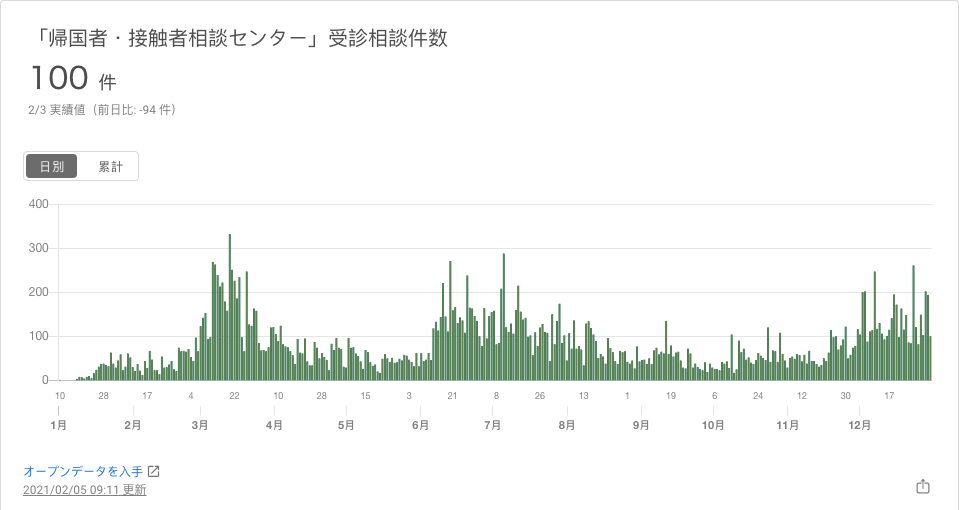 「帰国者・接触者相談センター」受診相談件数
100 件
2/3 実績値（前日比: -94 件）
日別 累計
400
300
200
100
0
10 28 17 4 22 10 28 15 3 21 8 26 13 1 19 6 24 12 30 17
1月 2月 3月 4月 5月 6月 7月 8月 9月 10月 11月 12月
オープンデータを入手
2021/02/05 09:11 更新